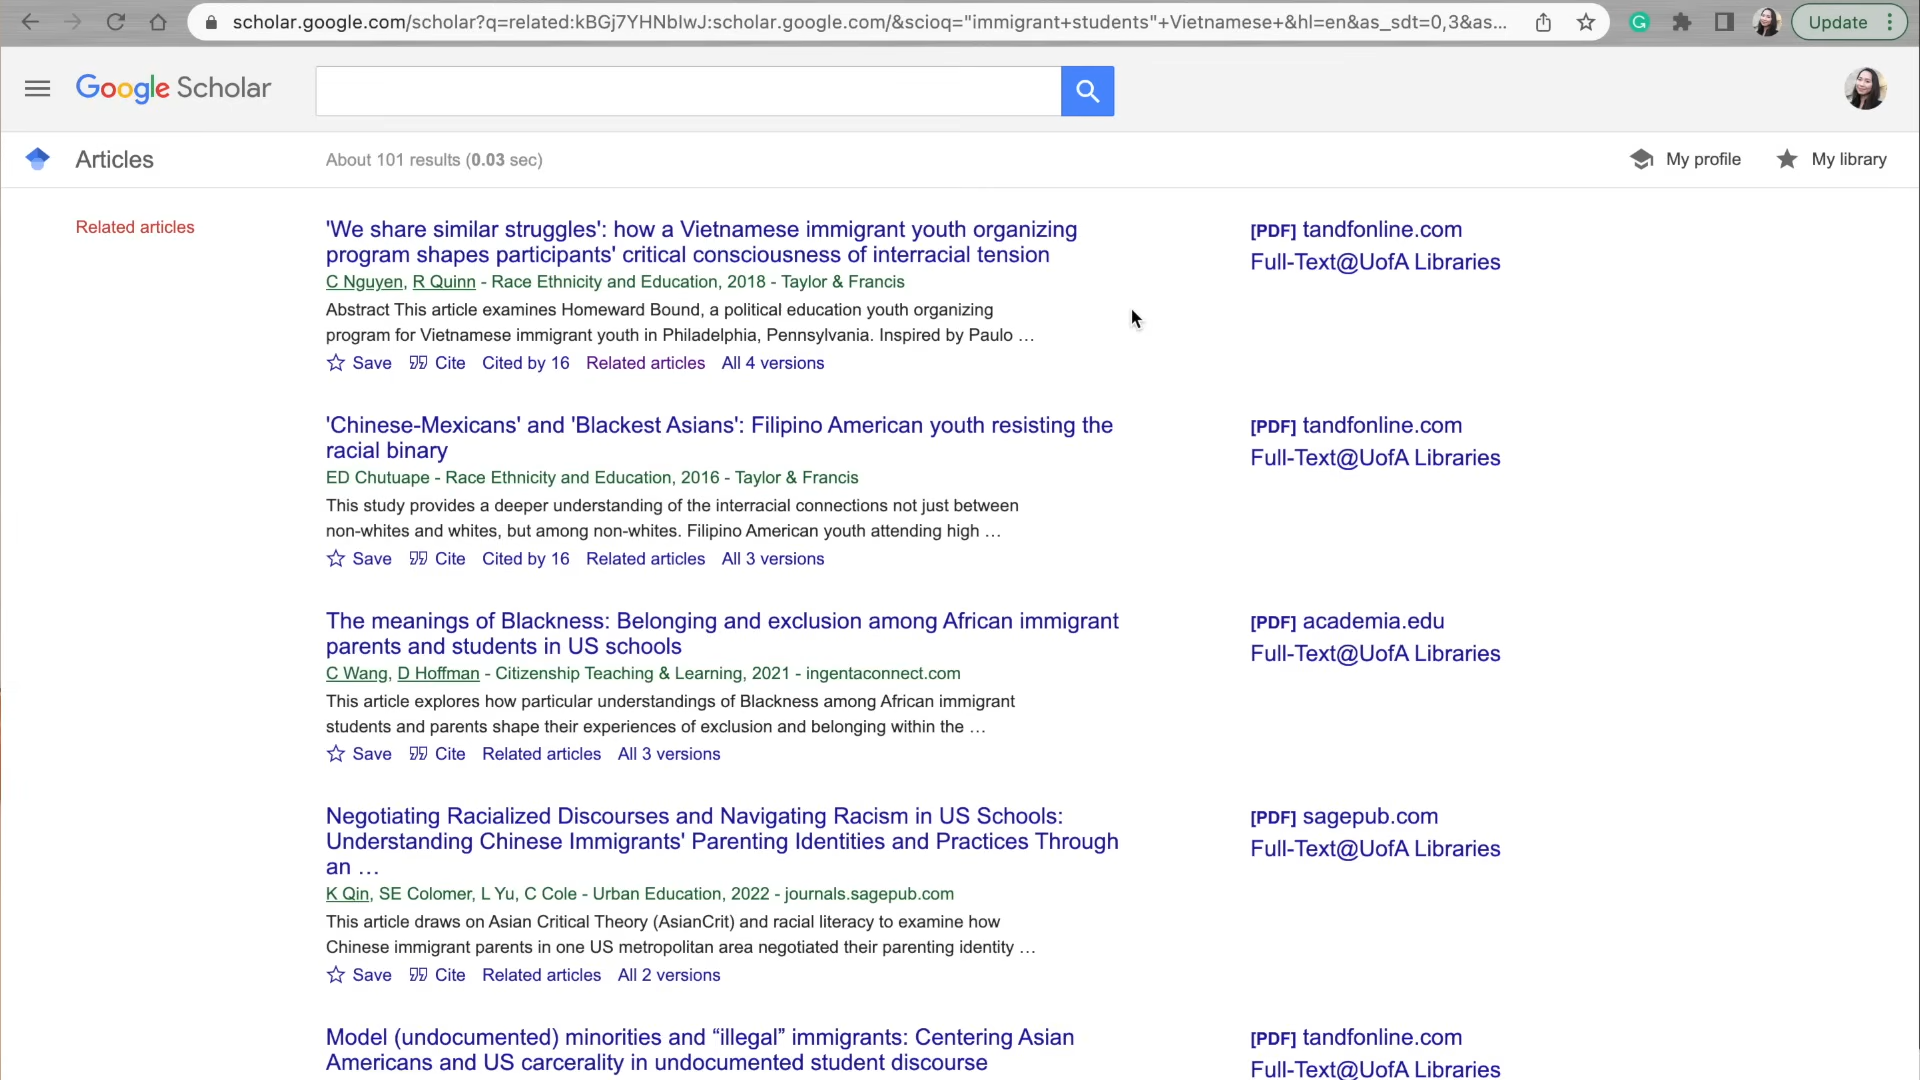 scholar.google.com/scholar?q=related:kBGj7YHNbIwJ:scholar.google.com/&scioq="immigrant+students"+Vietnamese+&hl=en&as_sdt=0,3&as...
Update
Google Scholar
Articles
About 101 results (0.03 sec)
My profile
My library
Related articles
'We share similar struggles': how a Vietnamese immigrant youth organizing
program shapes participants' critical consciousness of interracial tension
C Nguyen, R Quinn - Race Ethnicity and Education, 2018 - Taylor & Francis
Abstract This article examines Homeward Bound, a political education youth organizing
program for Vietnamese immigrant youth in Philadelphia, Pennsylvania. Inspired by Paulo …
Save Cite Cited by 16 Related articles All 4 versions
[PDF] tandfonline.com
Full-Text@UofA Libraries
'Chinese-Mexicans' and 'Blackest Asians': Filipino American youth resisting the
racial binary
ED Chutuape - Race Ethnicity and Education, 2016 - Taylor & Francis
This study provides a deeper understanding of the interracial connections not just between
non-whites and whites, but among non-whites. Filipino American youth attending high …
Save Cite Cited by 16 Related articles All 3 versions
[PDF] tandfonline.com
Full-Text@UofA Libraries
The meanings of Blackness: Belonging and exclusion among African immigrant
parents and students in US schools
C Wang, D Hoffman - Citizenship Teaching & Learning, 2021 - ingentaconnect.com
This article explores how particular understandings of Blackness among African immigrant
students and parents shape their experiences of exclusion and belonging within the …
Save Cite Related articles All 3 versions
[PDF] academia.edu
Full-Text@UofA Libraries
Negotiating Racialized Discourses and Navigating Racism in US Schools:
Understanding Chinese Immigrants' Parenting Identities and Practices Through
an …
K Qin, SE Colomer, L Yu, C Cole - Urban Education, 2022 - journals.sagepub.com
This article draws on Asian Critical Theory (AsianCrit) and racial literacy to examine how
Chinese immigrant parents in one US metropolitan area negotiated their parenting identity …
Save Cite Related articles All 2 versions
[PDF] sagepub.com
Full-Text@UofA Libraries
Model (undocumented) minorities and “illegal” immigrants: Centering Asian
Americans and US carcerality in undocumented student discourse
[PDF] tandfonline.com
Full-Text@UofA Libraries